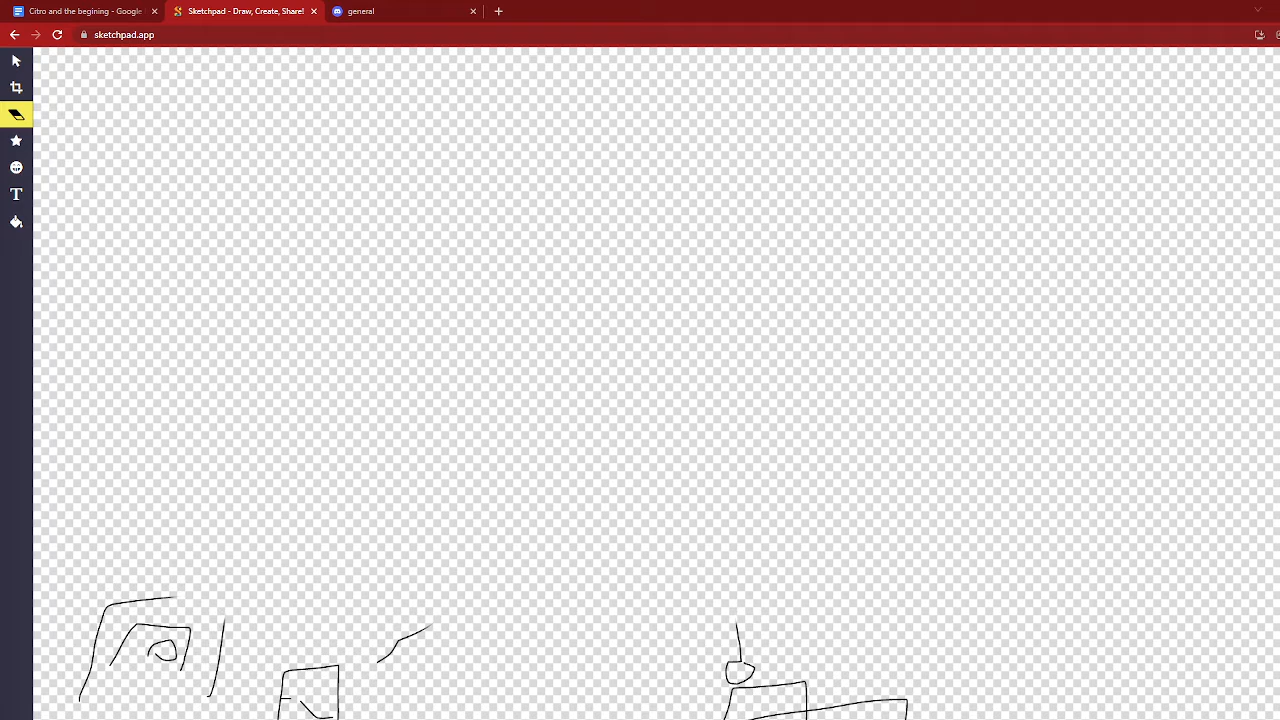 Citro and the begining - Google
Sketchpad - Draw, Create, Share!
general
sketchpad.app
T